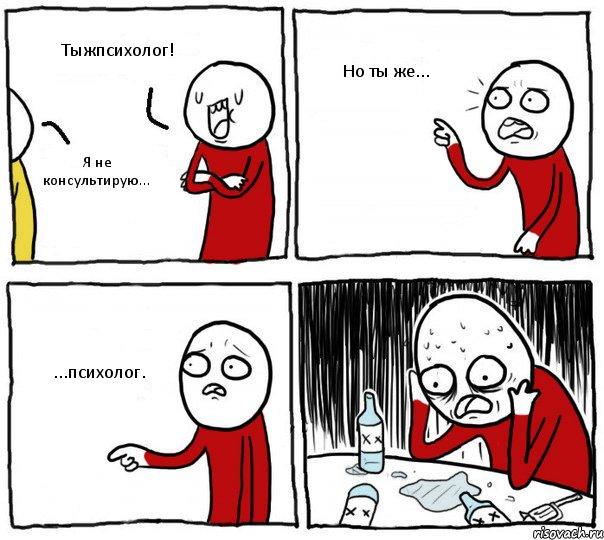 Тыжпсихолог!
Я не
консультирую...
Но ты же...
...психолог.
x x
x x
x x
risovach.ru